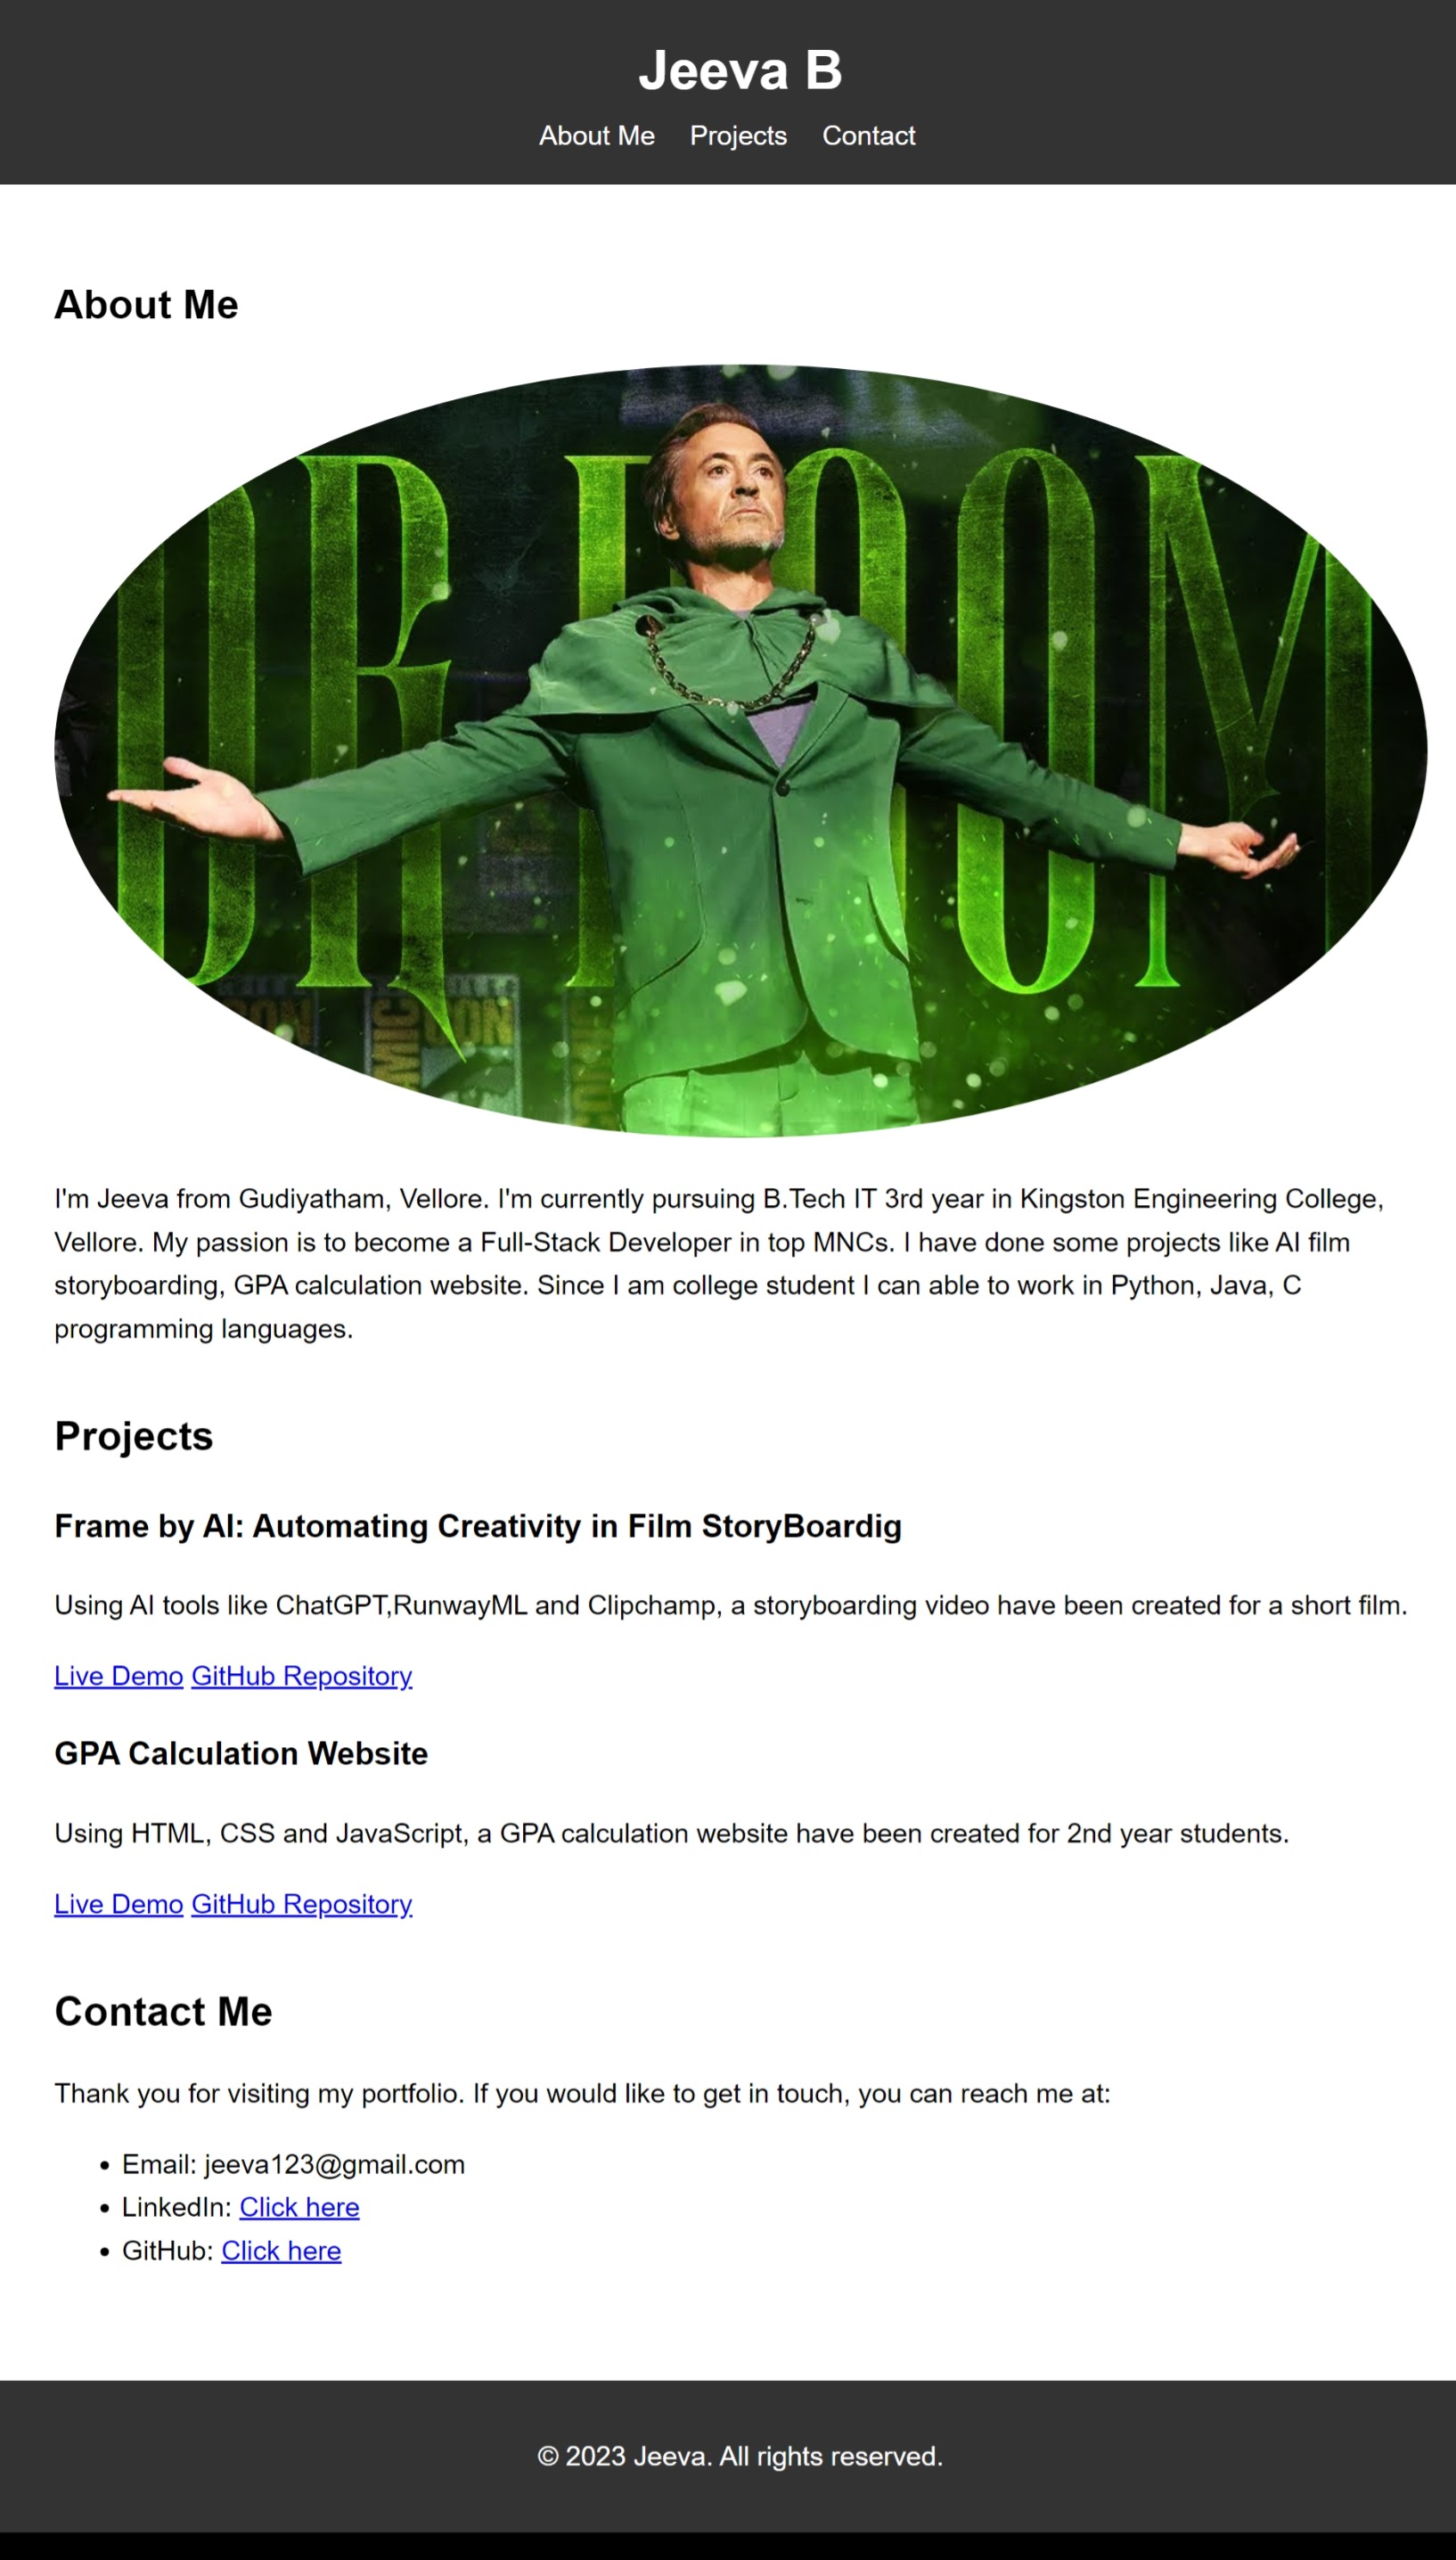 Jeeva B
About Me Projects Contact
About Me
DR DOOM
CON
COMIC CON
COMIC
I'm Jeeva from Gudiyatham, Vellore. I'm currently pursuing B.Tech IT 3rd year in Kingston Engineering College,
Vellore. My passion is to become a Full-Stack Developer in top MNCs. I have done some projects like AI film
storyboarding, GPA calculation website. Since I am college student I can able to work in Python, Java, C
programming languages.
Projects
Frame by AI: Automating Creativity in Film StoryBoardig
Using AI tools like ChatGPT,RunwayML and Clipchamp, a storyboarding video have been created for a short film.
Live Demo GitHub Repository
GPA Calculation Website
Using HTML, CSS and JavaScript, a GPA calculation website have been created for 2nd year students.
Live Demo GitHub Repository
Contact Me
Thank you for visiting my portfolio. If you would like to get in touch, you can reach me at:
• Email: jeeva123@gmail.com
• LinkedIn: Click here
• GitHub: Click here
© 2023 Jeeva. All rights reserved.